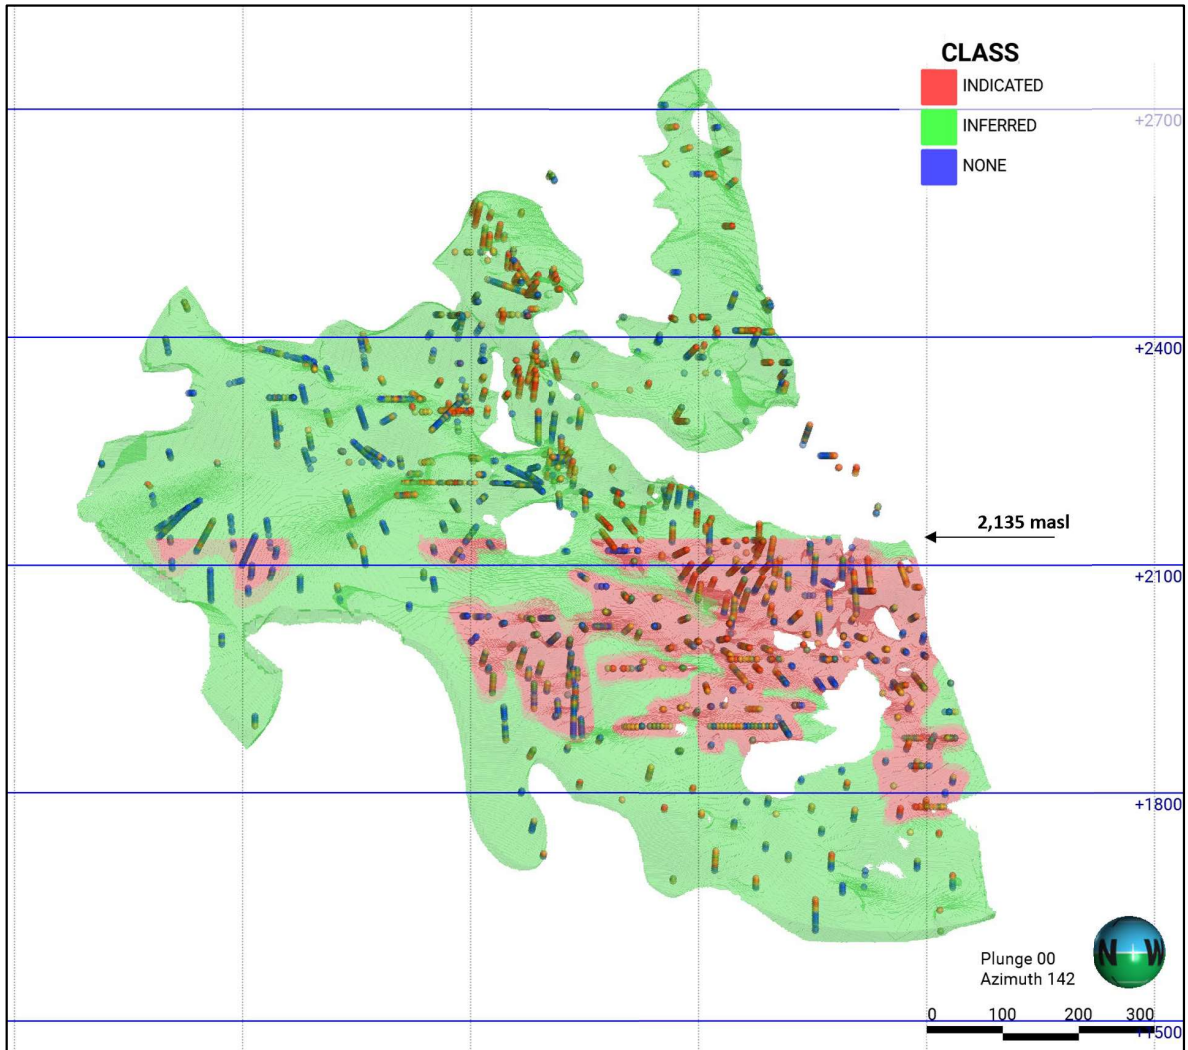 CLASS
INDICATED
INFERRED
NONE
+2700
+2400
2,135 masl
+2100
+1800
N W
Plunge 00
Azimuth 142
0 100 200 300
+1500